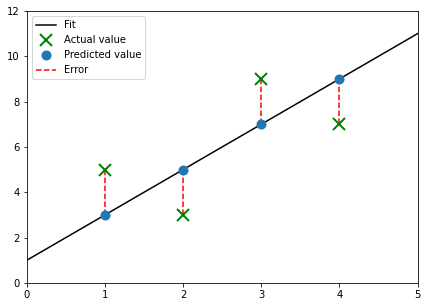 Fit
Actual value
Predicted value
Error
12
10
8
6
4
2
0
0 1 2 3 4 5